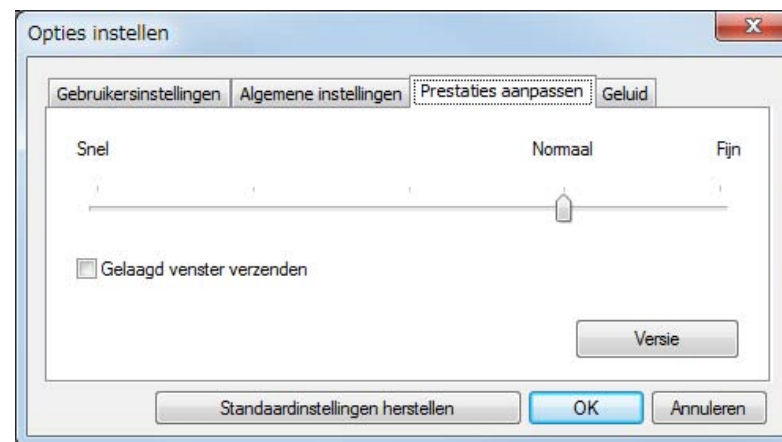 Opties instellen
Gebruikersinstellingen Algemene instellingen Prestaties aanpassen Geluid
Snel Normaal Fijn
Gelaagd venster verzenden
Versie
Standaardinstellingen herstellen OK Annuleren